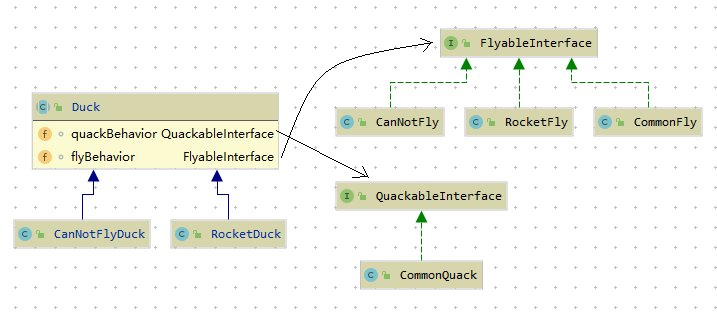 FlyableInterface
Duck
quackBehavior QuackableInterface
flyBehavior FlyableInterface
CanNotFly
RocketFly
CommonFly
QuackableInterface
CanNotFlyDuck
RocketDuck
CommonQuack